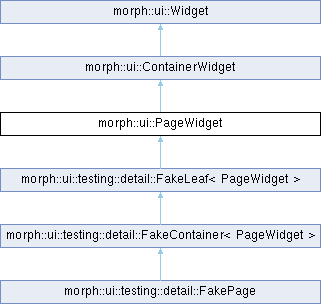 morph::ui::Widget
morph::ui::ContainerWidget
morph::ui::PageWidget
morph::ui::testing::detail::FakeLeaf< PageWidget >
morph::ui::testing::detail::FakeContainer< PageWidget >
morph::ui::testing::detail::FakePage